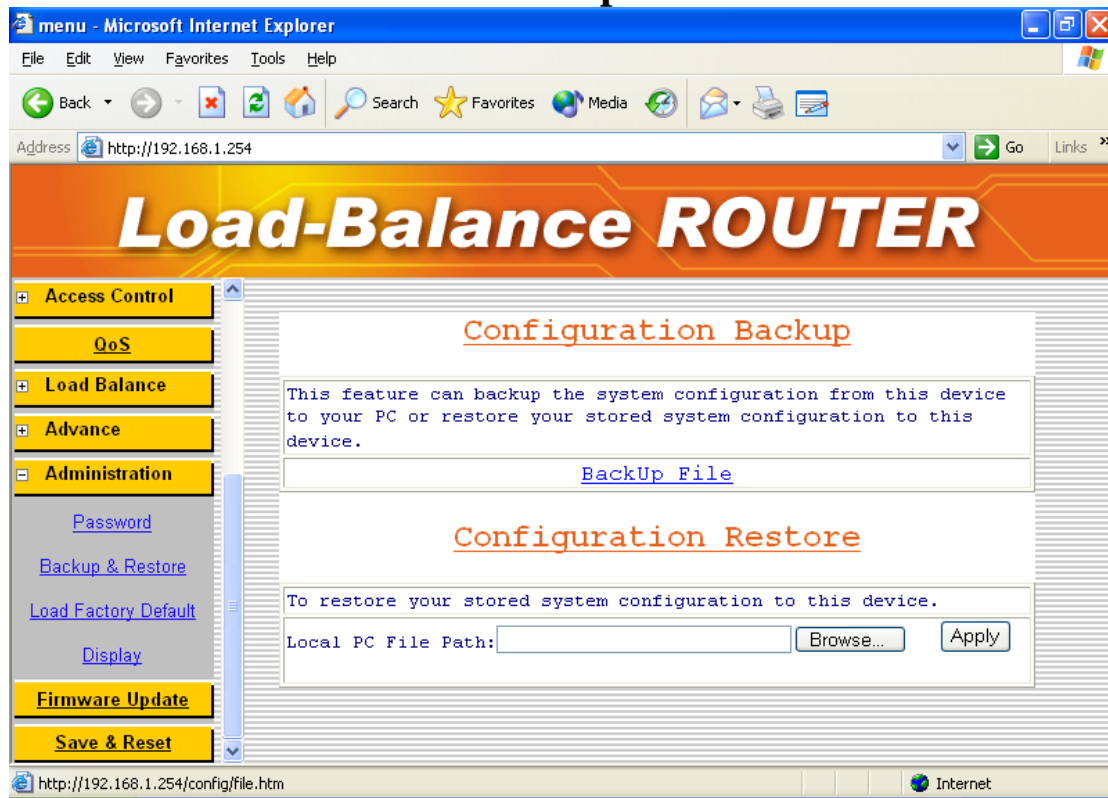 menu - Microsoft Internet Explorer
File Edit View Favorites Tools Help
Back Search Favorites Media
Address http://192.168.1.254 Go Links »
Load-Balance ROUTER
Access Control
QoS
Load Balance
Advance
Administration
Password
Backup & Restore
Load Factory Default
Display
Firmware Update
Save & Reset
Configuration Backup
This feature can backup the system configuration from this device
to your PC or restore your stored system configuration to this
device.
BackUp File
Configuration Restore
To restore your stored system configuration to this device.
Local PC File Path: Browse... Apply
http://192.168.1.254/config/file.htm Internet